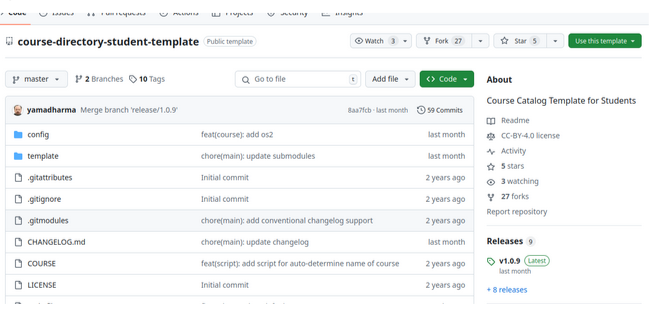 Code Issues Pull requests Actions Projects Security Insights
course-directory-student-template Public template Watch 3 Fork 27 Star 5 Use this template
master 2 Branches 10 Tags Go to file t Add file Code
yamadharma Merge branch 'release/1.0.9' 8aa7fcb · last month 59 Commits
config feat(course): add os2 last month
template chore(main): update submodules last month
.gitattributes Initial commit 2 years ago
.gitignore Initial commit 2 years ago
.gitmodules chore(main): add conventional changelog support 2 years ago
CHANGELOG.md chore(main): update changelog last month
COURSE feat(script): add script for auto-determine name of course 2 years ago
LICENSE Initial commit 2 years ago
About
Course Catalog Template for Students
Readme
CC-BY-4.0 license
Activity
5 stars
3 watching
27 forks
Report repository
Releases 9
v1.0.9 Latest
last month
+ 8 releases